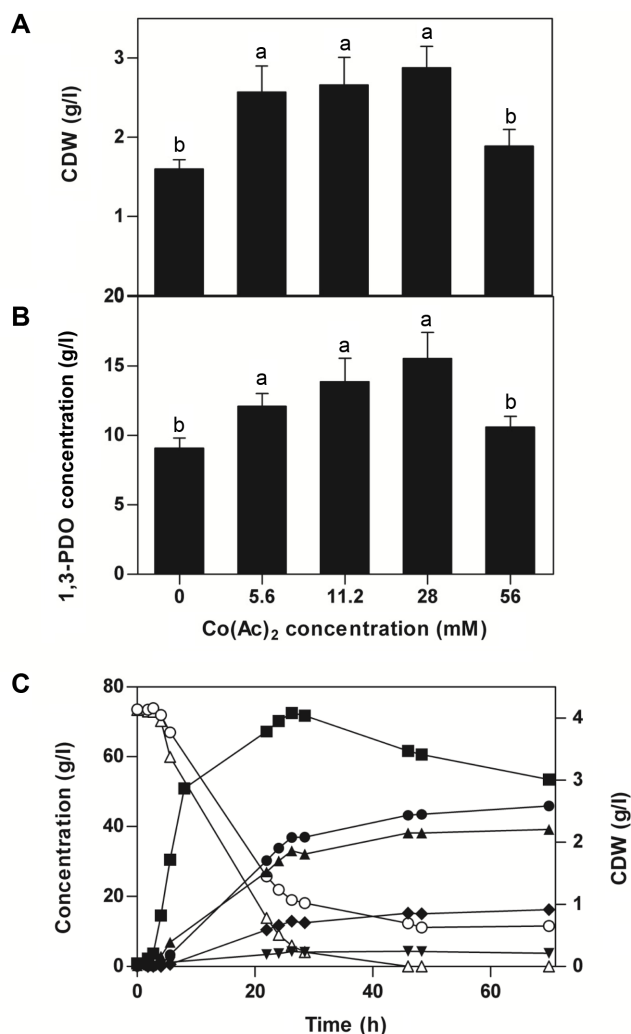 A
CDW (g/l)
3
2
1
a
a
a
b
b
B
1,3-PDO concentration (g/l)
20
15
10
5
0
a
a
a
b
b
0 5.6 11.2 28 56
Co(Ac)2 concentration (mM)
C
Concentration (g/l)
80
60
40
20
0
CDW (g/l)
4
3
2
1
0
0 20 40 60
Time (h)